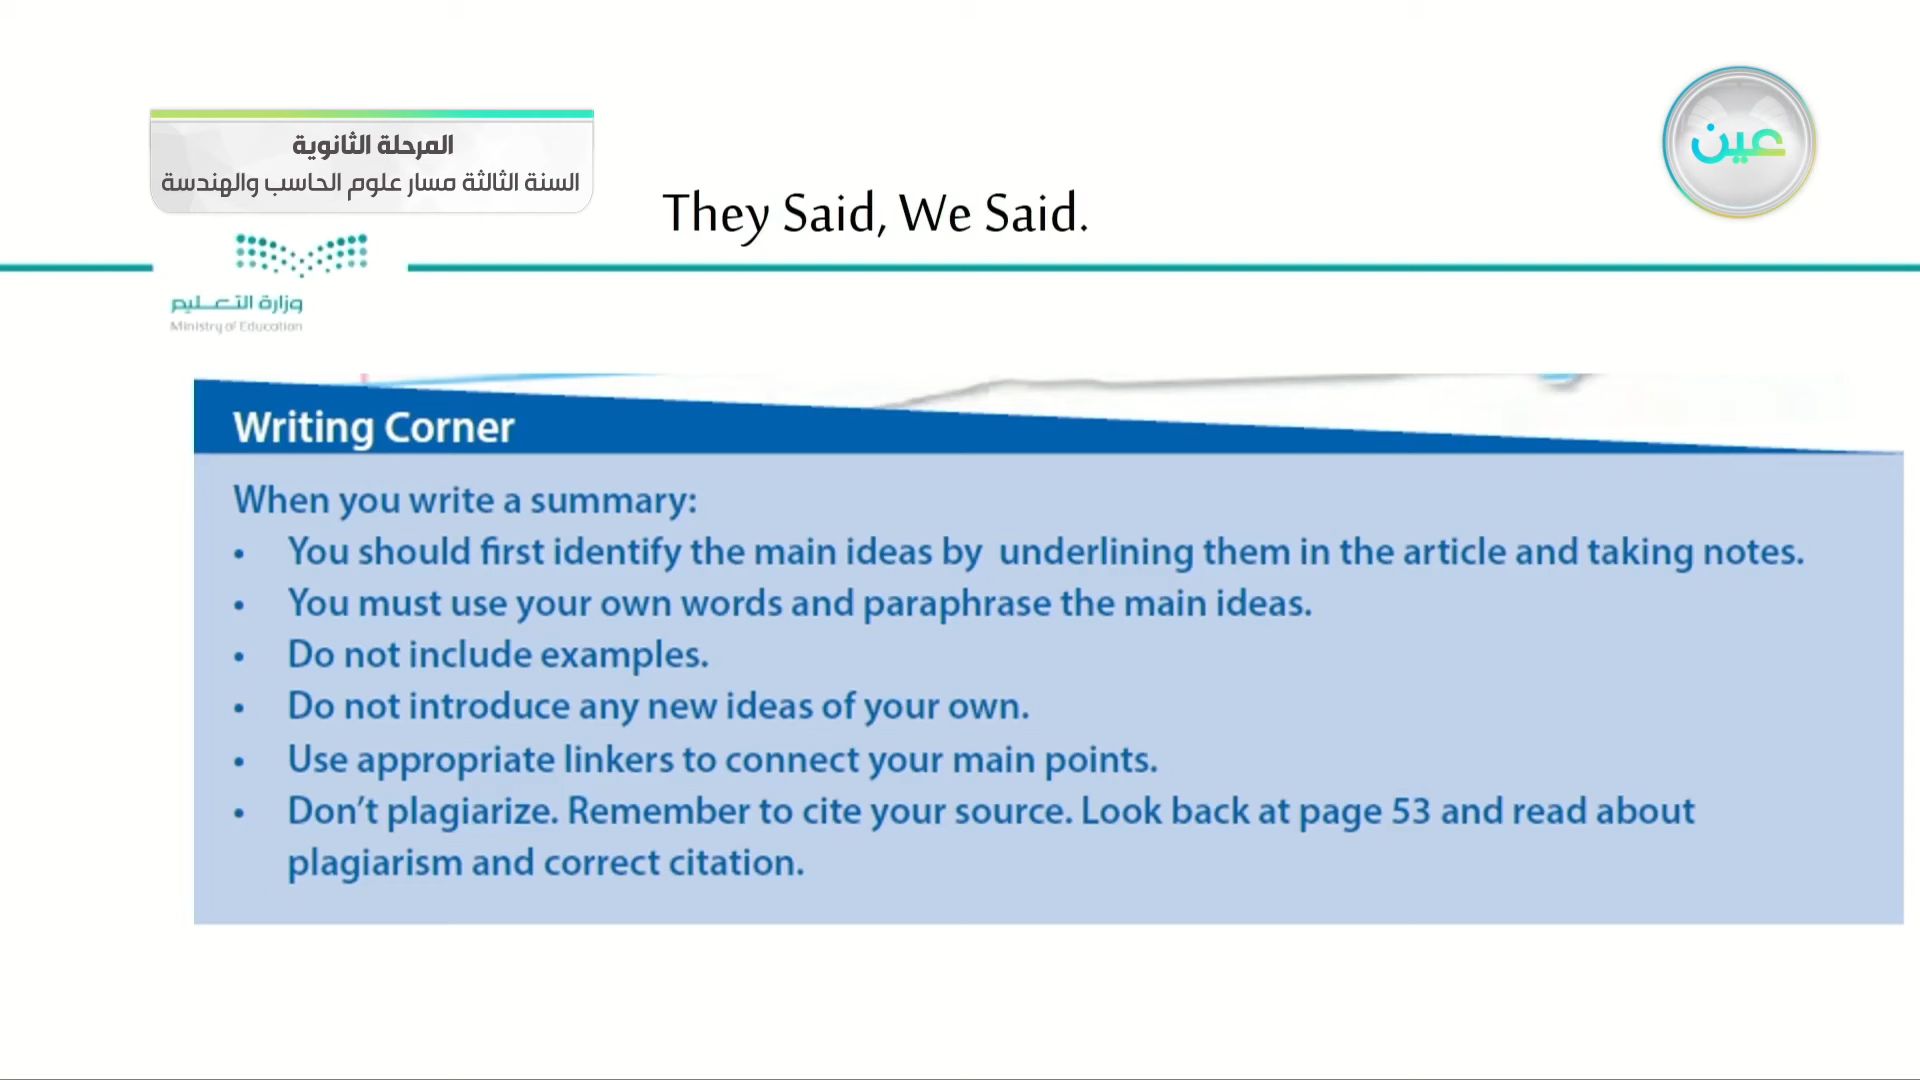 المرحلة الثانوية
السنة الثالثة مسار علوم الحاسب والهندسة
عين
They Said, We Said.
وزارة التعليم
Ministry of Education
Writing Corner
When you write a summary:
• You should first identify the main ideas by underlining them in the article and taking notes.
• You must use your own words and paraphrase the main ideas.
• Do not include examples.
• Do not introduce any new ideas of your own.
• Use appropriate linkers to connect your main points.
• Don’t plagiarize. Remember to cite your source. Look back at page 53 and read about
plagiarism and correct citation.